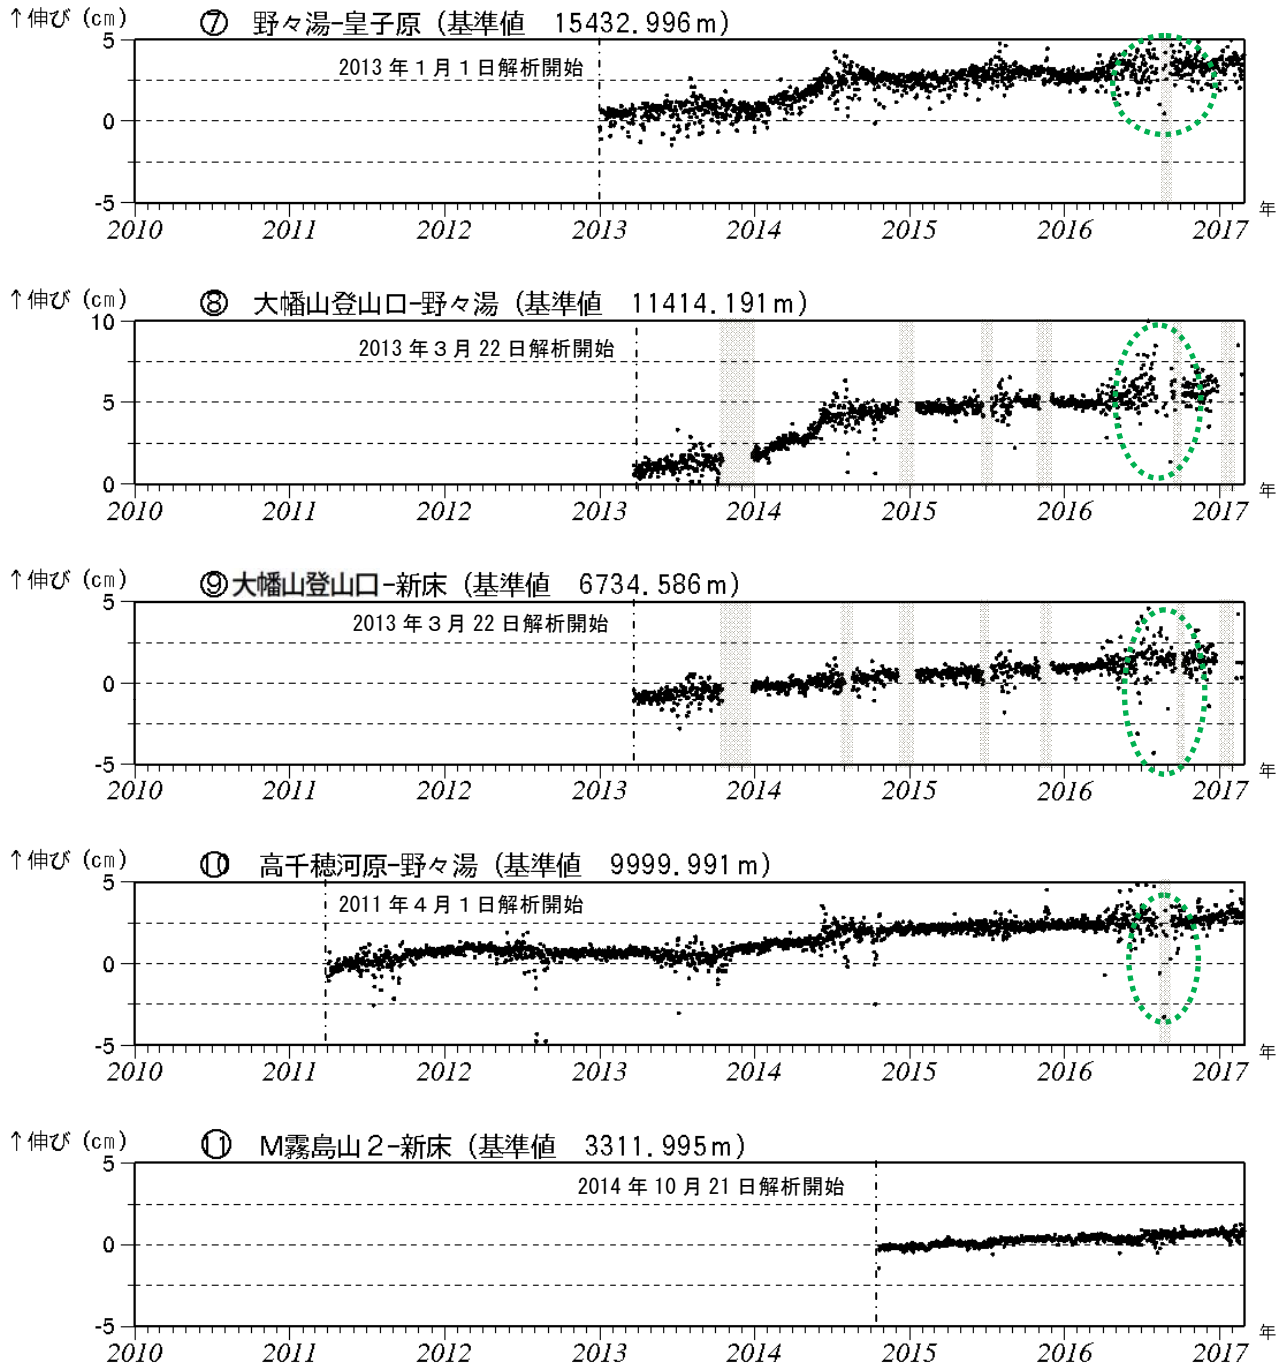 ↑伸び (cm) ⑦ 野々湯-皇子原 (基準値 15432.996m)
5
2013年1月1日解析開始
0
-5
2010 2011 2012 2013 2014 2015 2016 2017 年
↑伸び (cm) ⑧ 大幡山登山口-野々湯 (基準値 11414.191m)
10
2013年3月22日解析開始
5
0
2010 2011 2012 2013 2014 2015 2016 2017 年
↑伸び (cm) ⑨大幡山登山口-新床 (基準値 6734.586m)
5
2013年3月22日解析開始
0
-5
2010 2011 2012 2013 2014 2015 2016 2017 年
↑伸び (cm) ⑩ 高千穂河原-野々湯 (基準値 9999.991m)
5
2011年4月1日解析開始
0
-5
2010 2011 2012 2013 2014 2015 2016 2017 年
↑伸び (cm) ⑪ M霧島山2-新床 (基準値 3311.995m)
5
2014年10月21日解析開始
0
-5
2010 2011 2012 2013 2014 2015 2016 2017 年